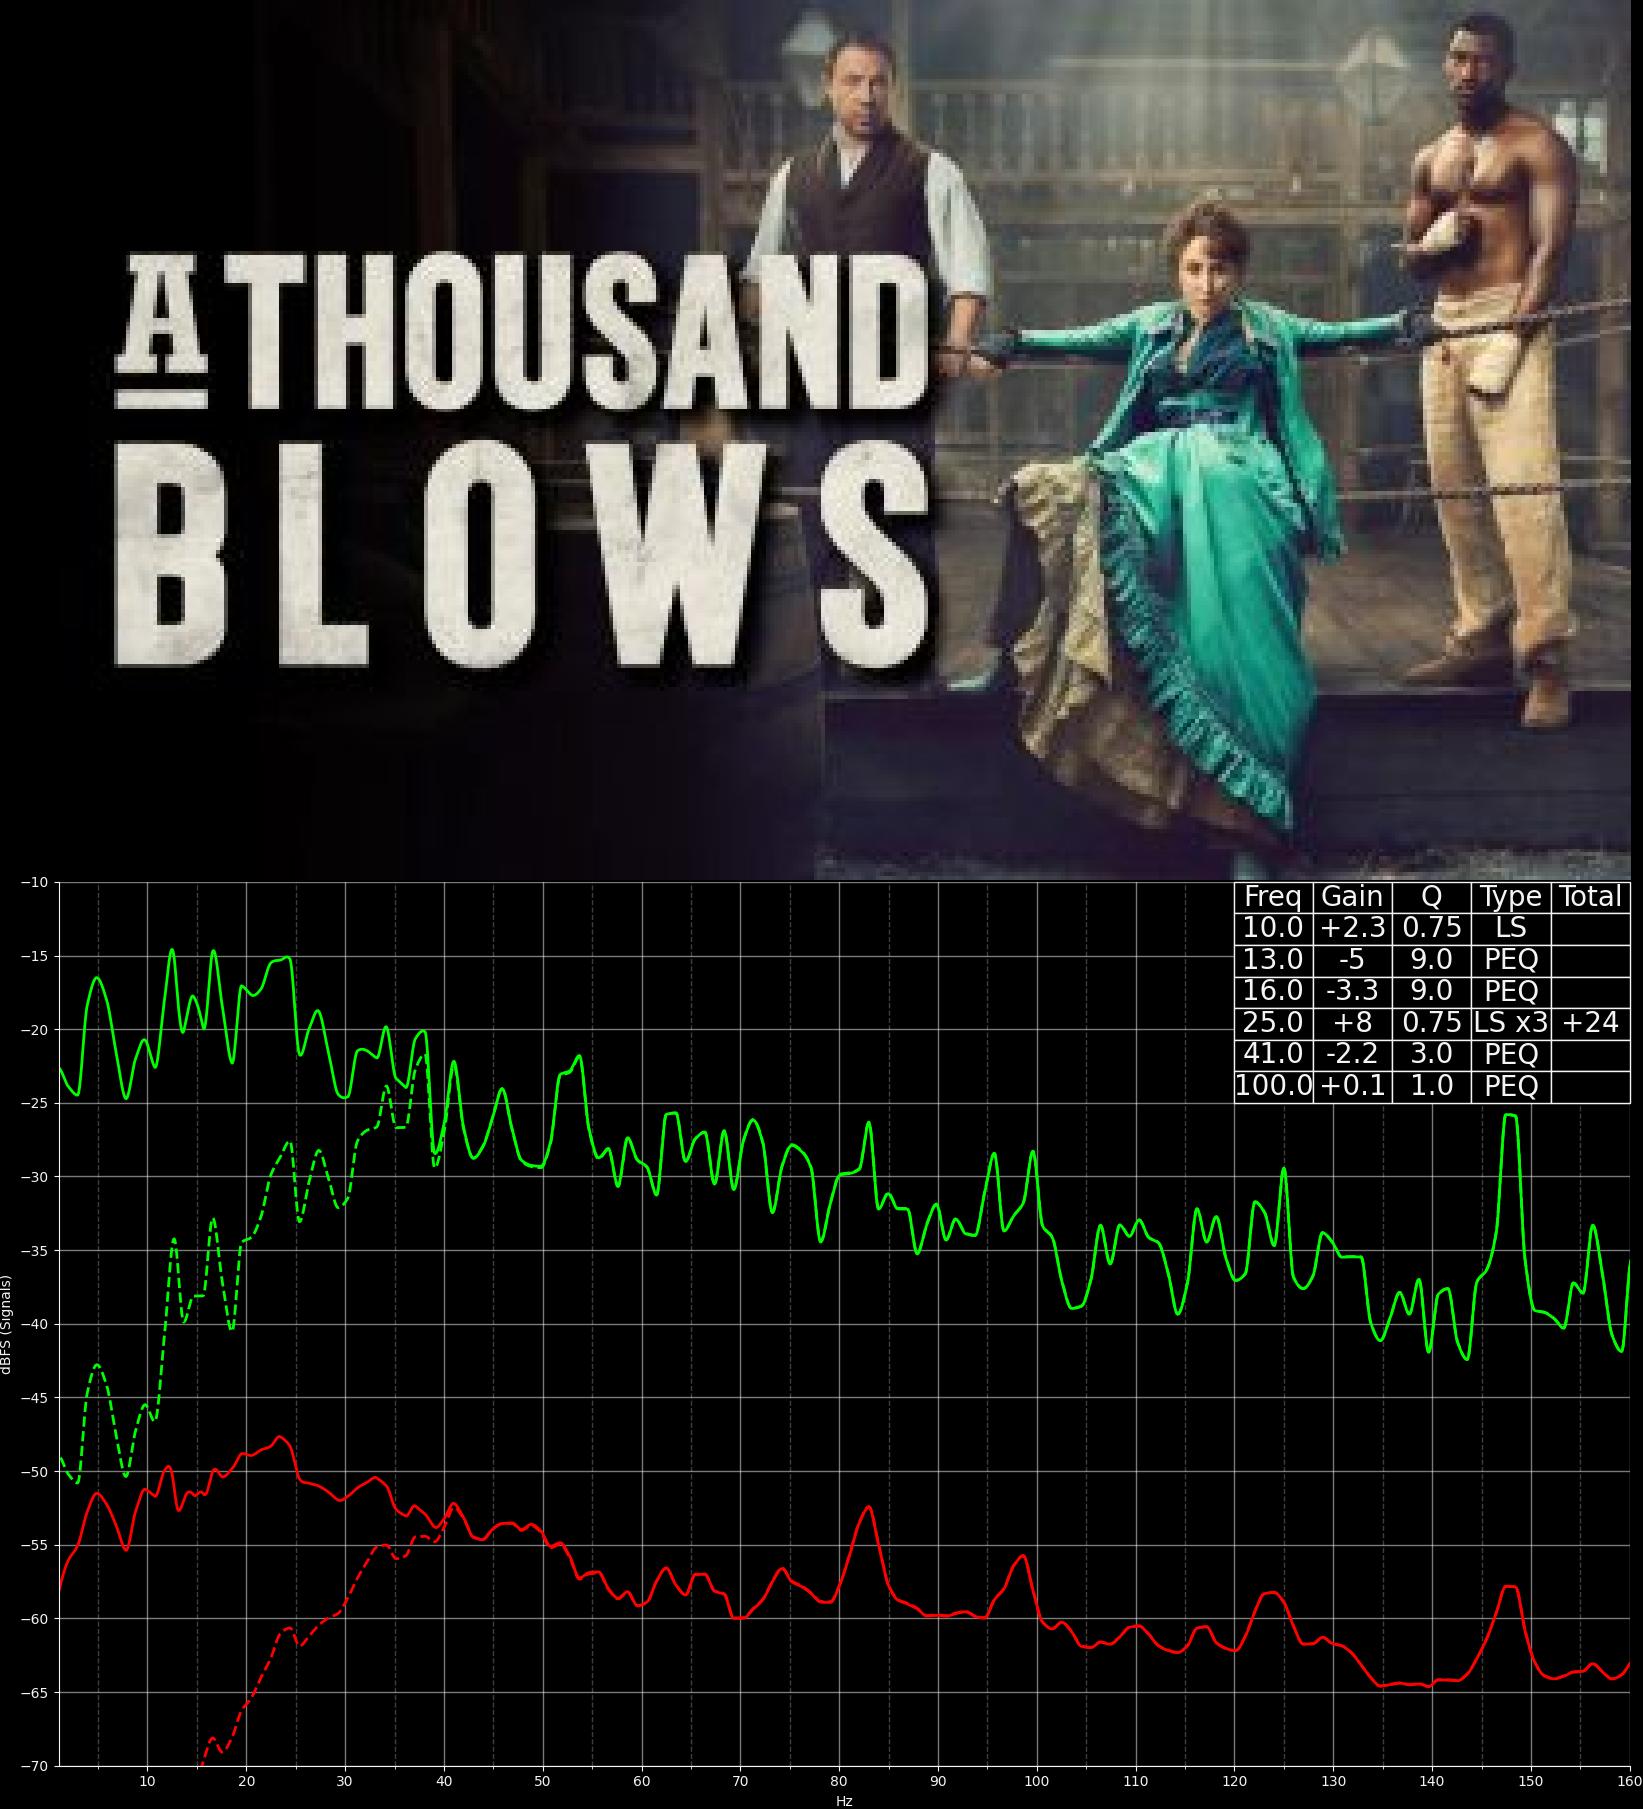 A THOUSAND
BLOWS
Freq Gain Q Type Total
10.0 +2.3 0.75 LS
13.0 -5 9.0 PEQ
16.0 -3.3 9.0 PEQ
25.0 +8 0.75 LS x3 +24
41.0 -2.2 3.0 PEQ
100.0 +0.1 1.0 PEQ
−10
−15
−20
−25
−30
−35
−40
−45
−50
−55
−60
−65
−70
dBFS (Signals)
10 20 30 40 50 60 70 80 90 100 110 120 130 140 150 160
Hz